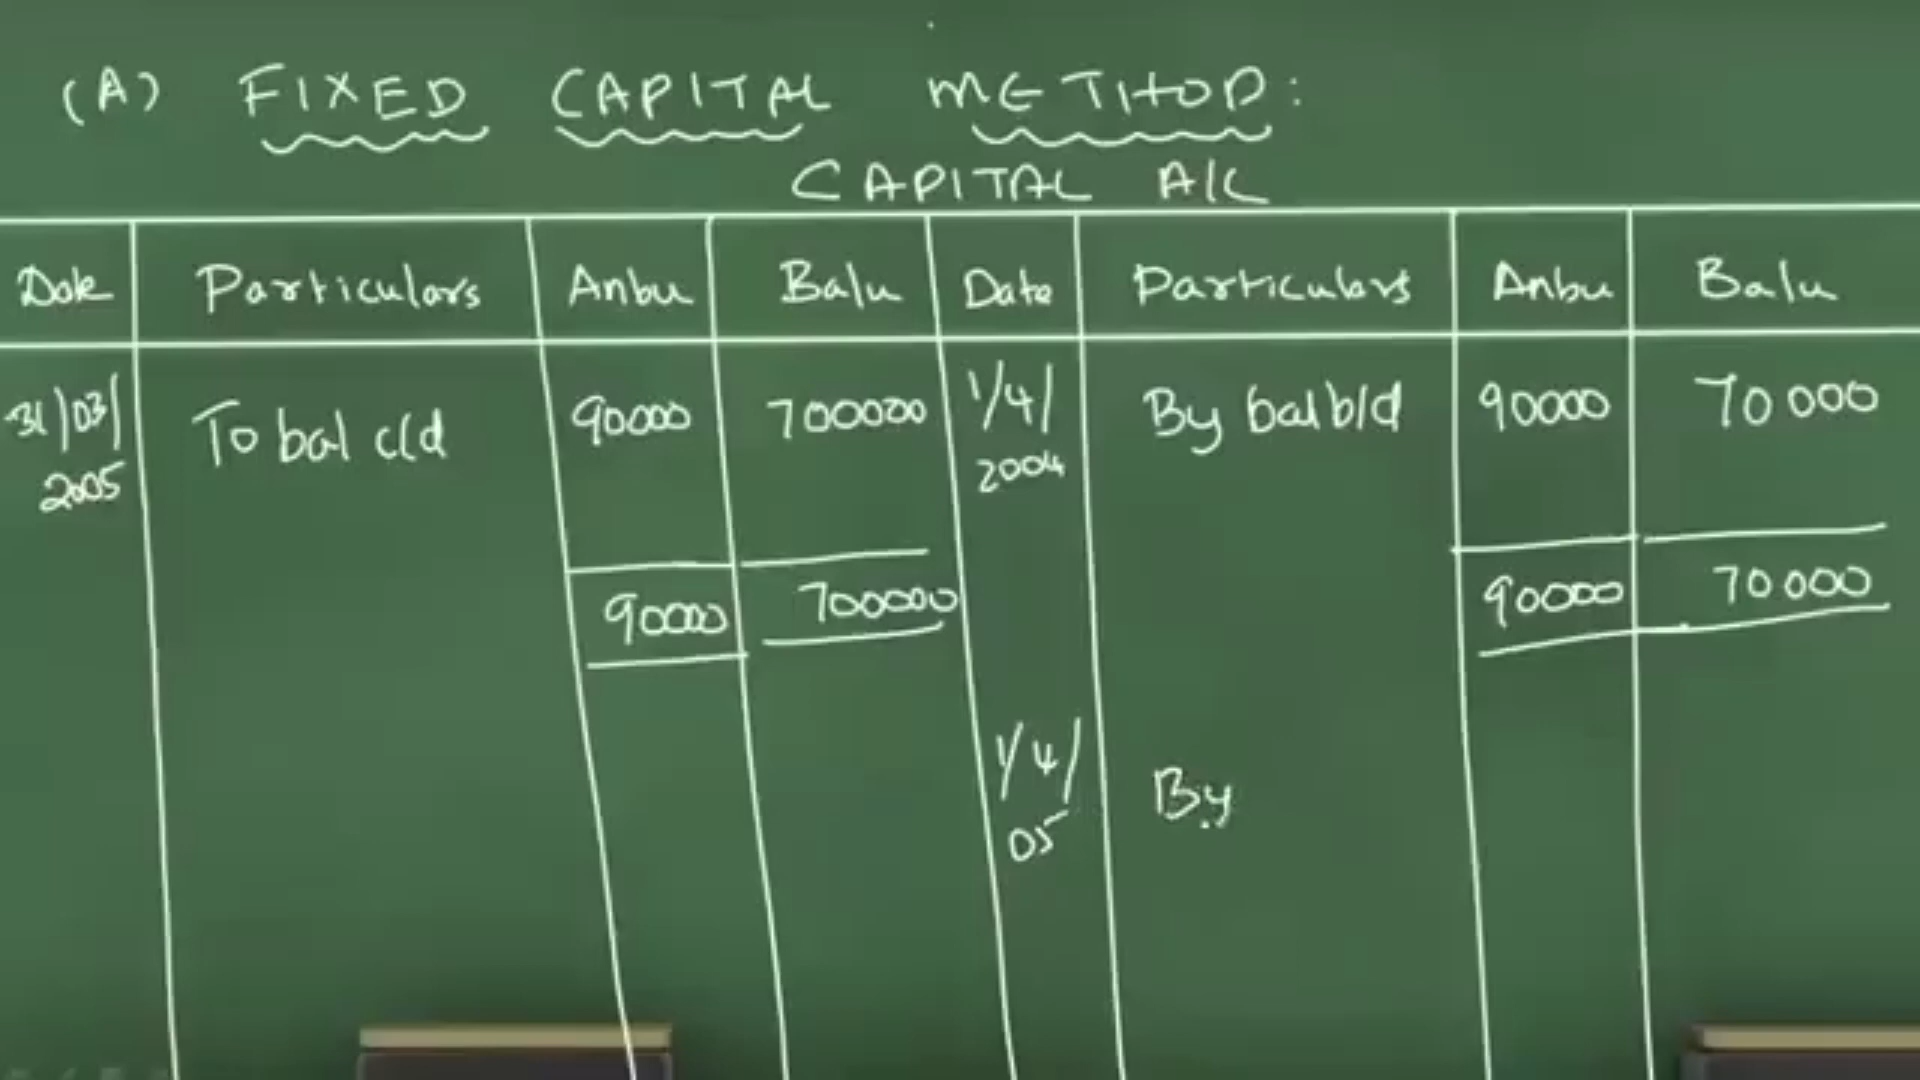 (A) FIXED CAPITAL METHOD:
CAPITAL A/C
Date Particulars Anbu Balu Date Particulars Anbu Balu
31/03/ To bal c/d 90000 700000 1/4/ By bal b/d 90000 70000
2005 2004
90000 700000 90000 70000
1/4/ By
05